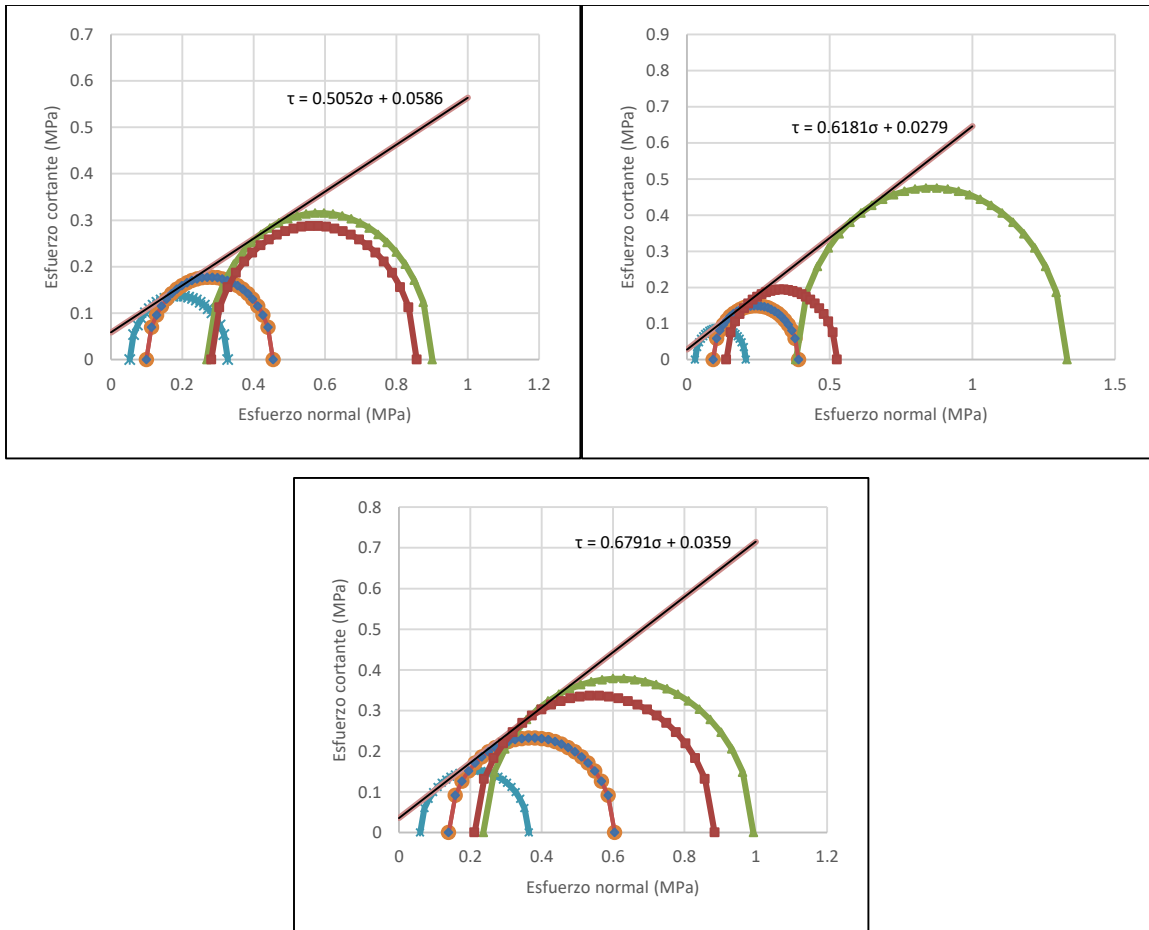 0.7
0.6
0.5
0.4
0.3
0.2
0.1
0
Esfuerzo cortante (MPa)
τ = 0.5052σ + 0.0586
0 0.2 0.4 0.6 0.8 1 1.2
Esfuerzo normal (MPa)
0.9
0.8
0.7
0.6
0.5
0.4
0.3
0.2
0.1
0
Esfuerzo cortante (MPa)
τ = 0.6181σ + 0.0279
0 0.5 1 1.5
Esfuerzo normal (MPa)
0.8
0.7
0.6
0.5
0.4
0.3
0.2
0.1
0
Esfuerzo cortante (MPa)
τ = 0.6791σ + 0.0359
0 0.2 0.4 0.6 0.8 1 1.2
Esfuerzo normal (MPa)